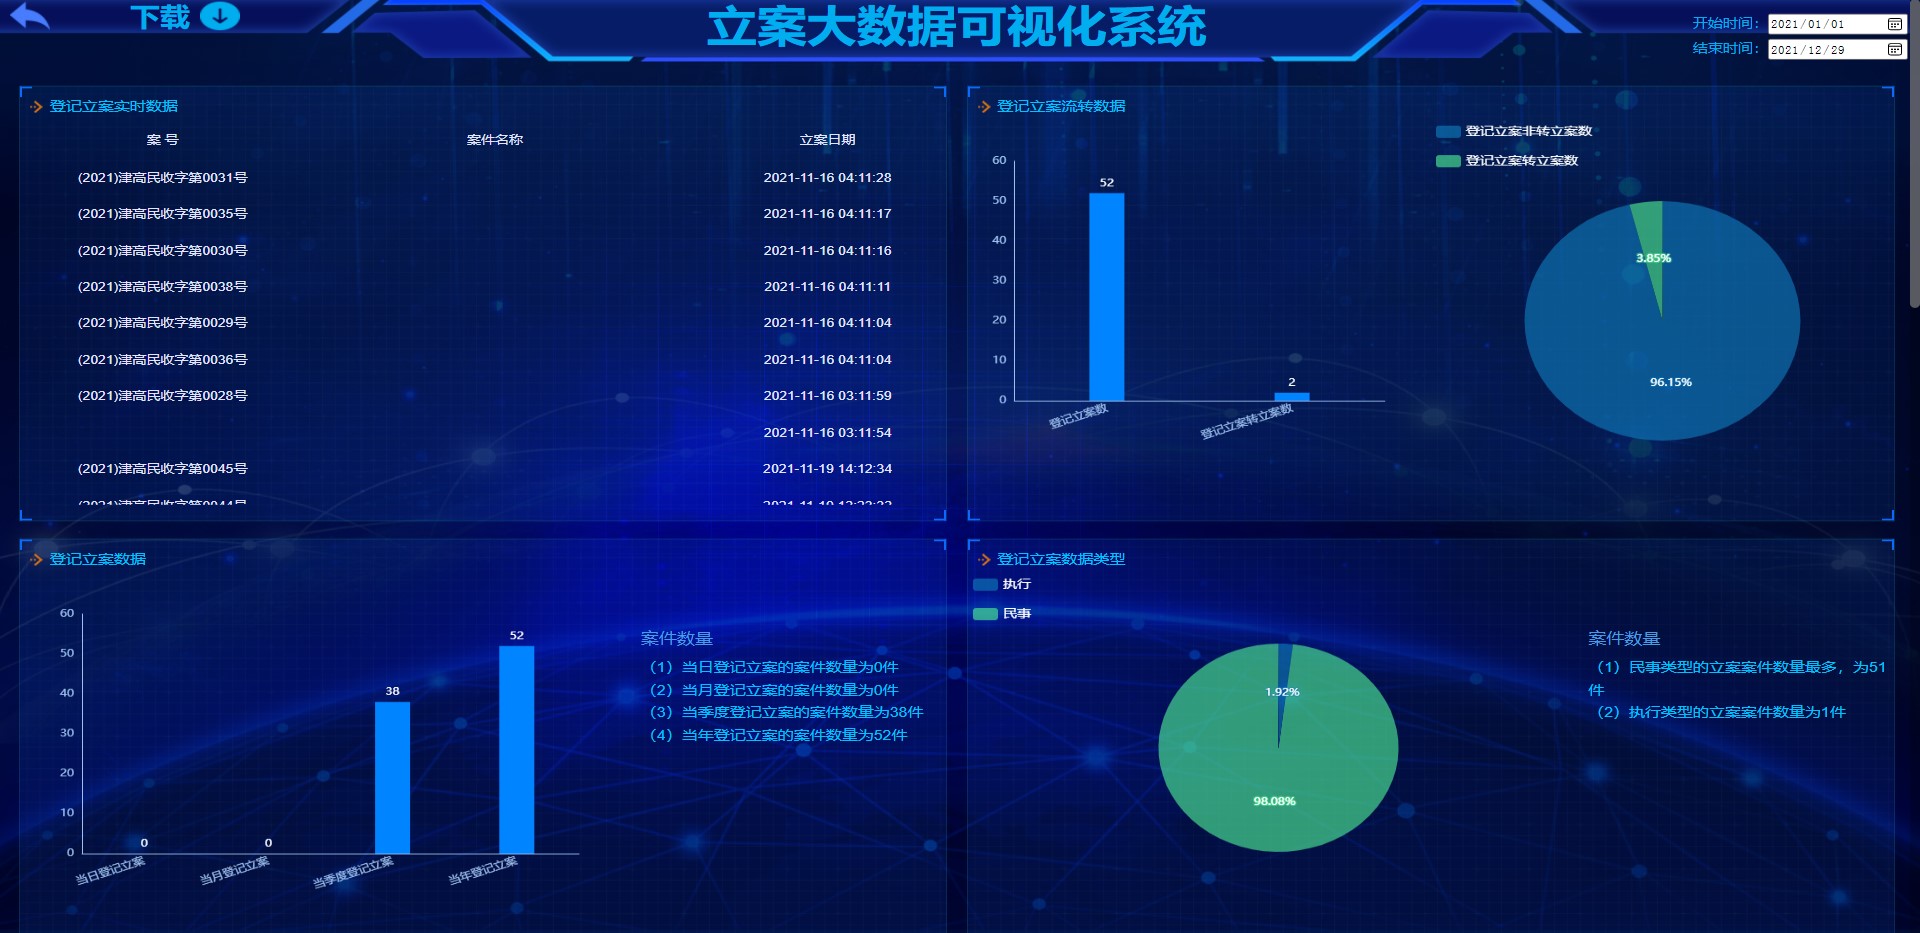 下载
立案大数据可视化系统
开始时间: 2021/01/01
结束时间: 2021/12/29
登记立案实时数据
案 号 案件名称 立案日期
(2021)津高民收字第0031号 2021-11-16 04:11:28
(2021)津高民收字第0035号 2021-11-16 04:11:17
(2021)津高民收字第0030号 2021-11-16 04:11:16
(2021)津高民收字第0038号 2021-11-16 04:11:11
(2021)津高民收字第0029号 2021-11-16 04:11:04
(2021)津高民收字第0036号 2021-11-16 04:11:04
(2021)津高民收字第0028号 2021-11-16 03:11:59
2021-11-16 03:11:54
(2021)津高民收字第0045号 2021-11-19 14:12:34
登记立案流转数据
登记立案非转立案数
登记立案转立案数
60
50
40
30
20
10
0
52
2
登记立案数
登记立案转立案数
3.85%
96.15%
登记立案数据
60
50
40
30
20
10
0
0
0
38
52
当日登记立案
当月登记立案
当季度登记立案
当年登记立案
案件数量
（1）当日登记立案的案件数量为0件
（2）当月登记立案的案件数量为0件
（3）当季度登记立案的案件数量为38件
（4）当年登记立案的案件数量为52件
登记立案数据类型
执行
民事
1.92%
98.08%
案件数量
（1）民事类型的立案案件数量最多，为51
件
（2）执行类型的立案案件数量为1件